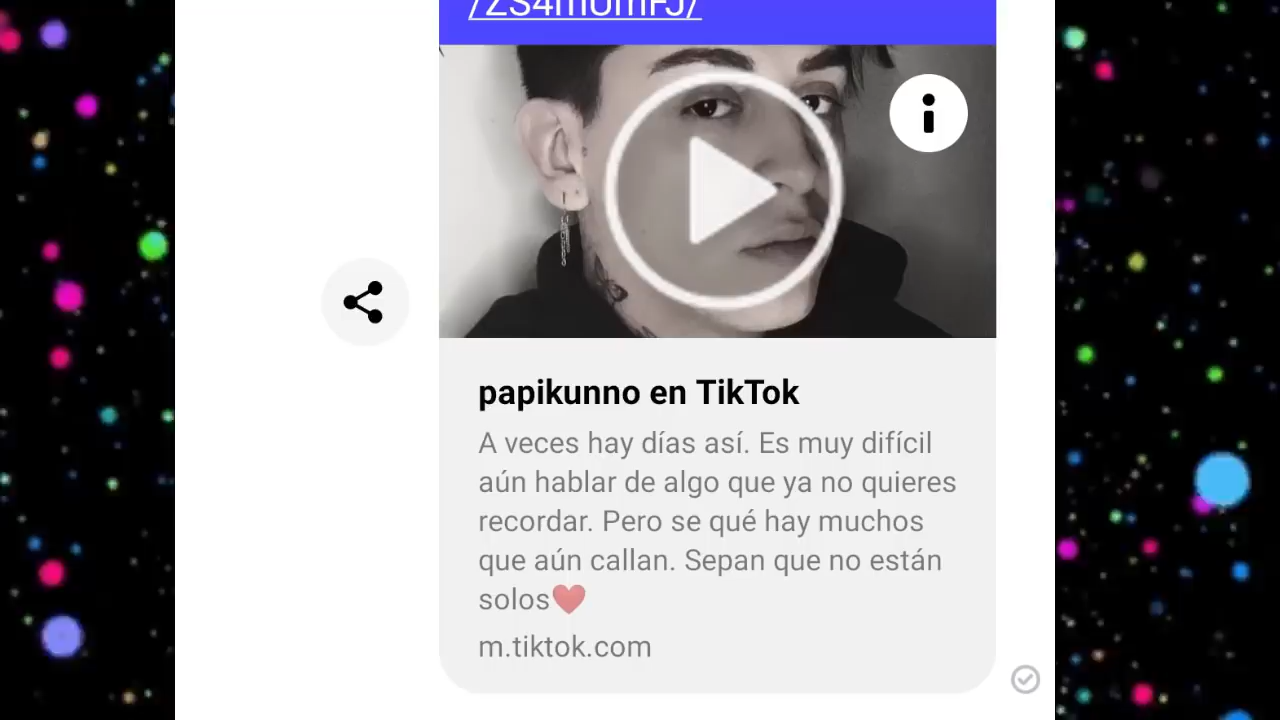 /ZS4mUmFJ/
papikunno en TikTok
A veces hay días así. Es muy difícil
aún hablar de algo que ya no quieres
recordar. Pero se qué hay muchos
que aún callan. Sepan que no están
solos❤️
m.tiktok.com